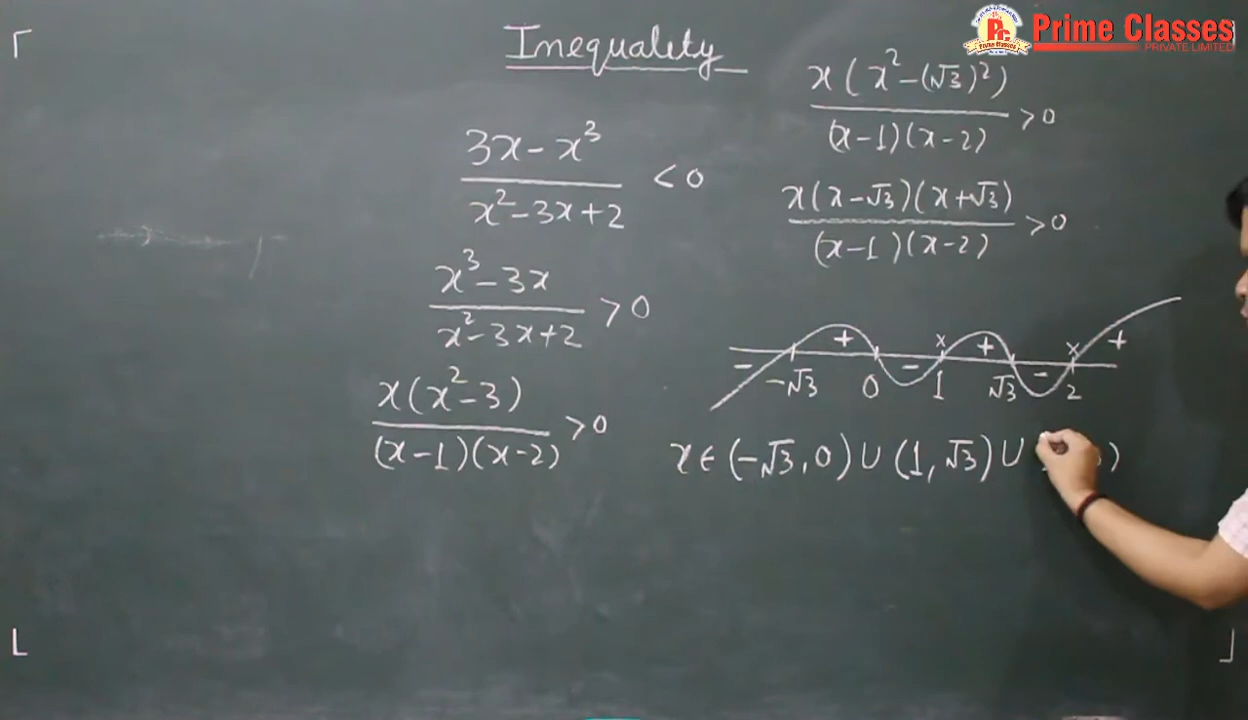 Prime Classes
PRIVATE LIMITED
Inequality
3x - x³
x² - 3x + 2
< 0
x³ - 3x
x² - 3x + 2
> 0
x(x² - 3)
(x-1)(x-2)
> 0
x(x² - (√3)²)
(x-1)(x-2)
> 0
x(x-√3)(x+√3)
(x-1)(x-2)
> 0
- + - + - +
x x
-√3 0 1 √3 2
x ∈ (-√3, 0) ∪ (1, √3) ∪ )